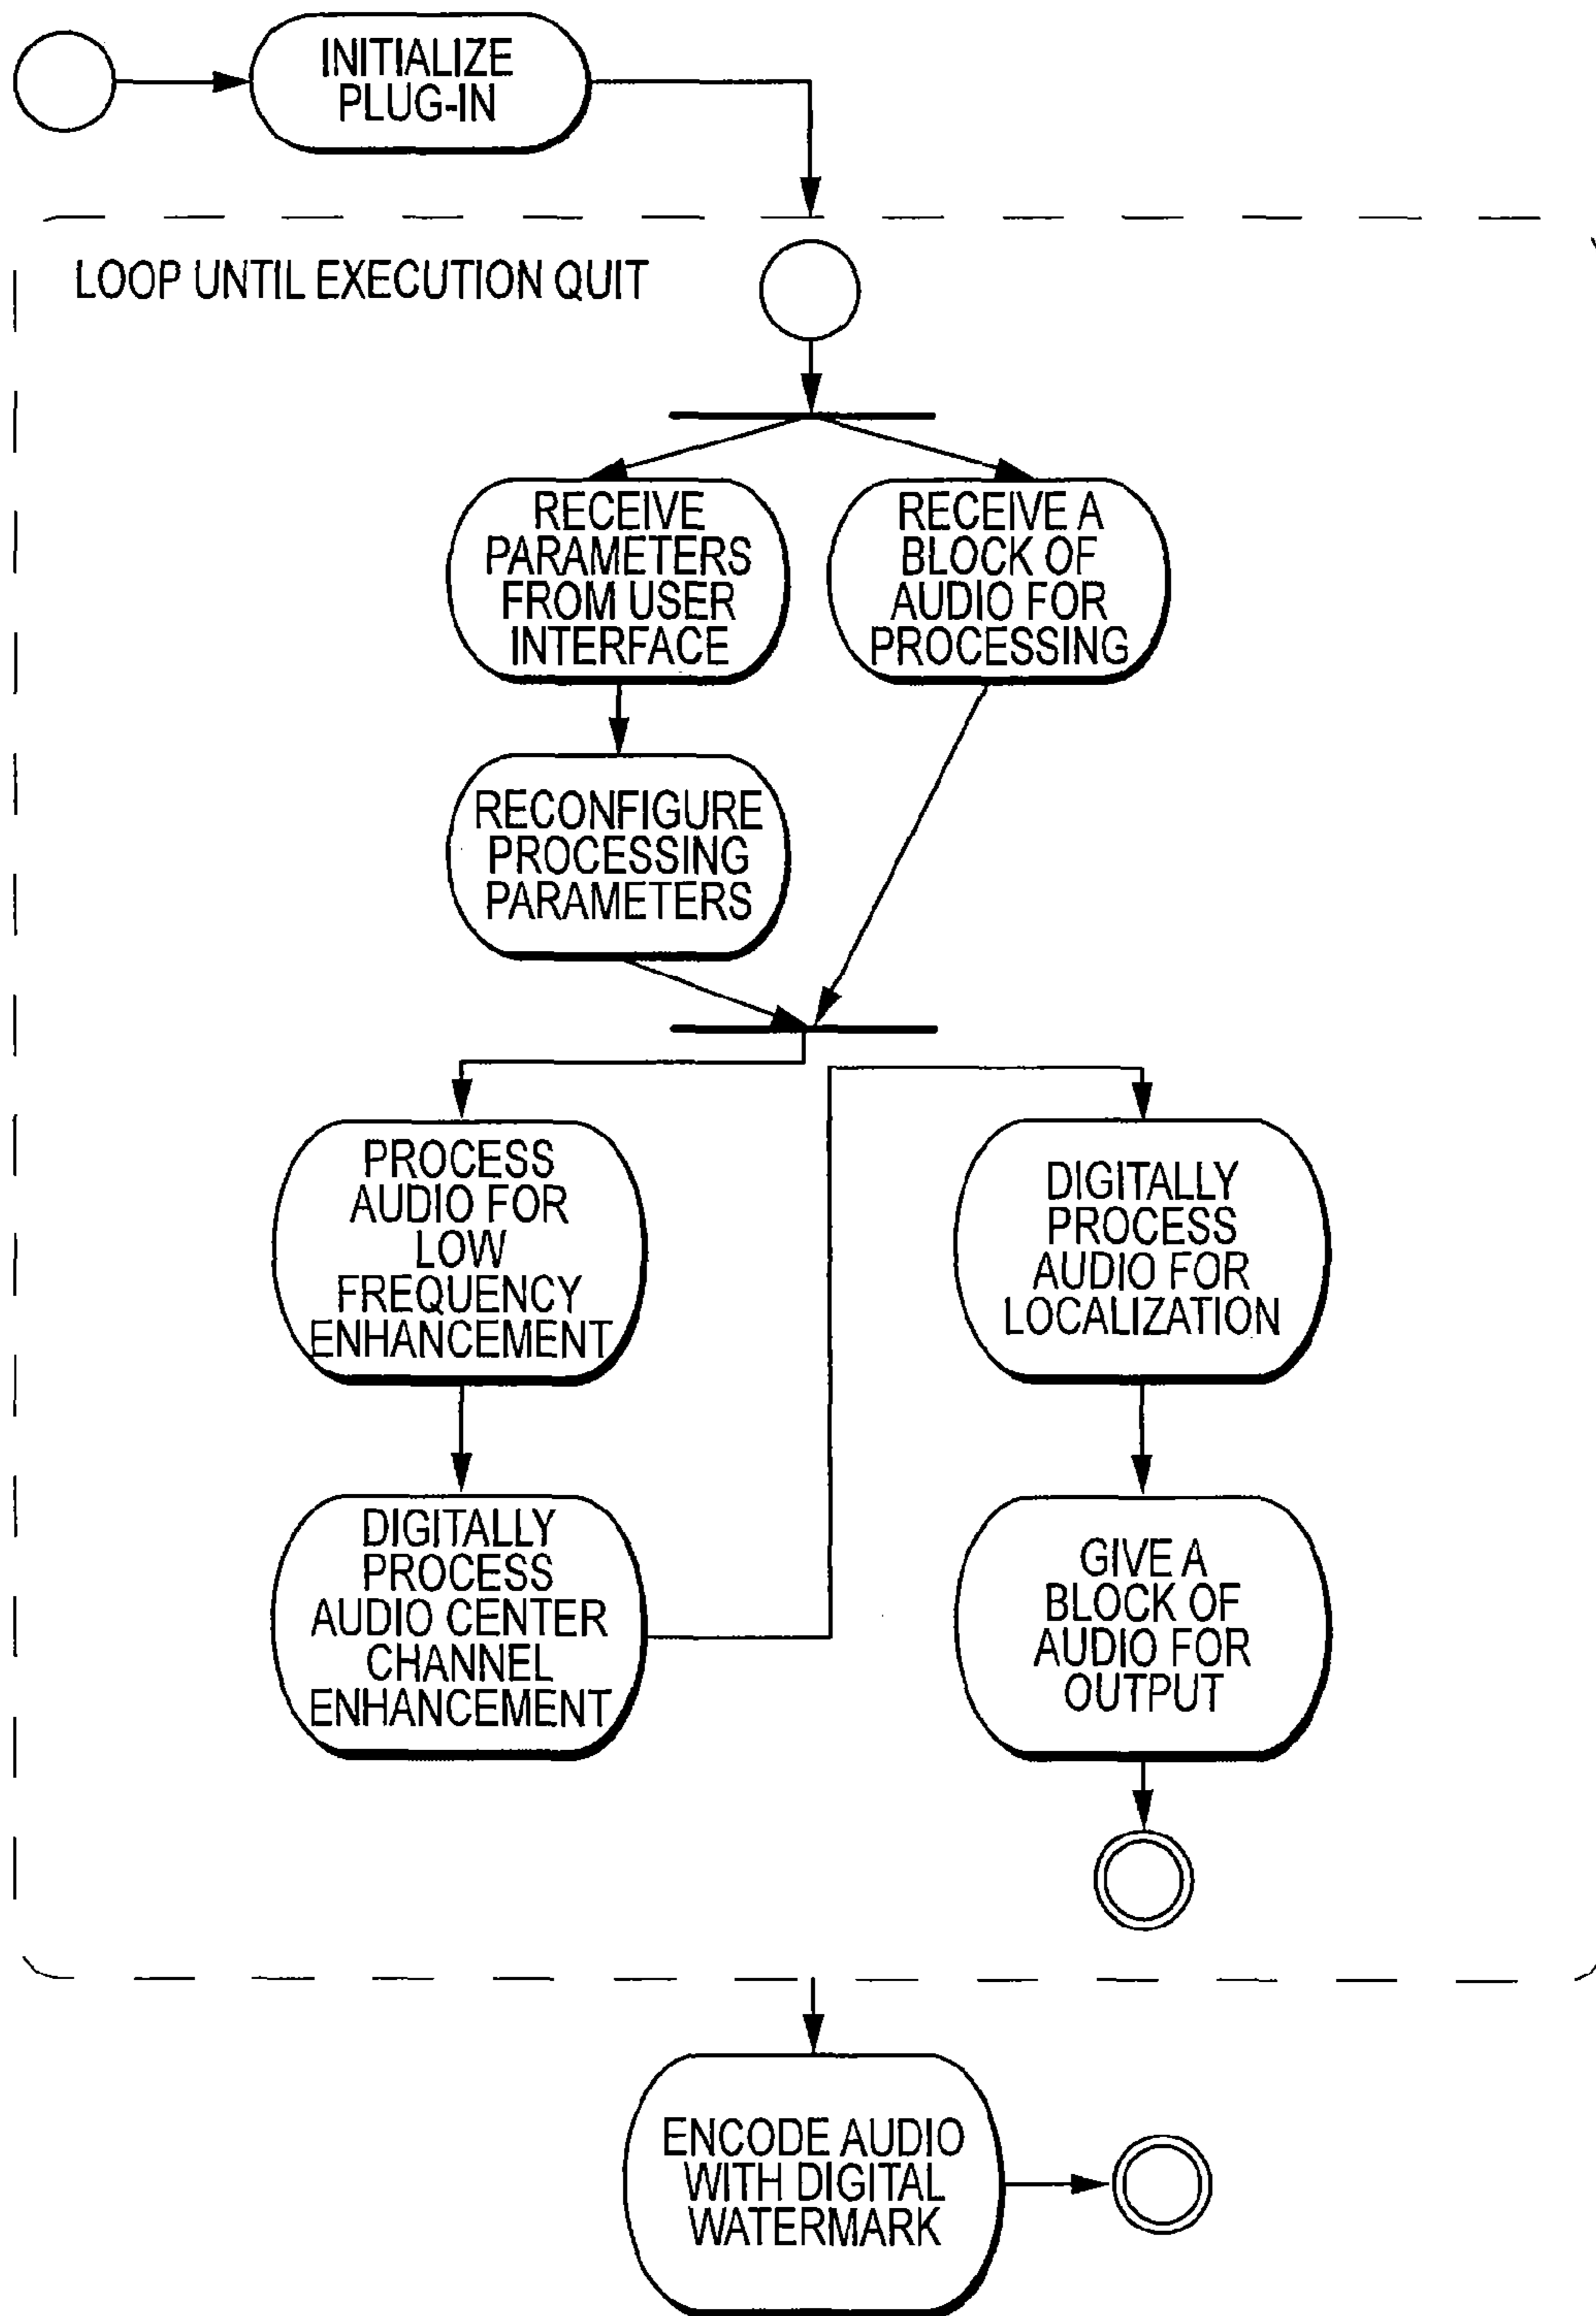 INITIALIZE
PLUG-IN
LOOP UNTIL EXECUTION QUIT
RECEIVE
PARAMETERS
FROM USER
INTERFACE
RECEIVE A
BLOCK OF
AUDIO FOR
PROCESSING
RECONFIGURE
PROCESSING
PARAMETERS
PROCESS
AUDIO FOR
LOW
FREQUENCY
ENHANCEMENT
DIGITALLY
PROCESS
AUDIO CENTER
CHANNEL
ENHANCEMENT
DIGITALLY
PROCESS
AUDIO FOR
LOCALIZATION
GIVE A
BLOCK OF
AUDIO FOR
OUTPUT
ENCODE AUDIO
WITH DIGITAL
WATERMARK